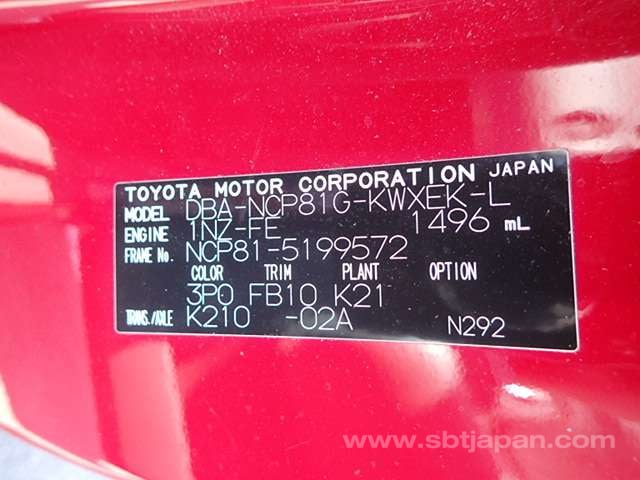 TOYOTA MOTOR CORPORATION JAPAN
MODEL DBA-NCP81G-KWXEK-L
ENGINE 1NZ-FE 1496 mL
FRAME No. NCP81-5199572
COLOR TRIM PLANT OPTION
3P0 FB10 K21
TRANS./AXLE K210 -02A N292
www.sbtjapan.com